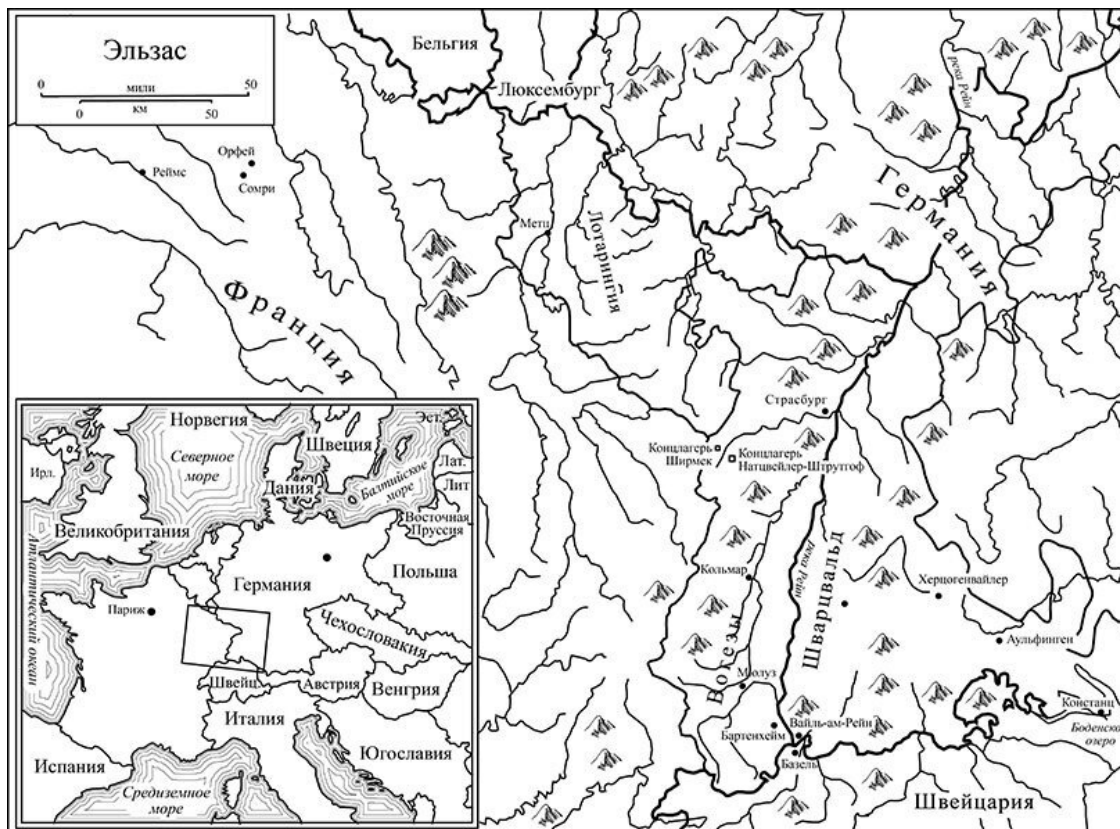 Эльзас
0 50
мили
0 50
км
Бельгия
Люксембург
река Рейн
Орфей
Реймс
Сомри
Метц
Лотарингия
Германия
Франция
Страсбург
Концлагерь
Ширмек
Концлагерь
Натцвейлер-Штрутгоф
Кольмар
река Рейн
Шварцвальд
Херцогенвайлер
Аульфинген
Вогезы
Мюлуз
Констанц
Боденско
озеро
Вайль-ам-Рейн
Бартенхейм
Базель
Швейцария
Норвегия
Швеция
Эст.
Северное
море
Ирл.
Лат.
Дания
Балтийское
море
Лит
Великобритания
Восточная
Пруссия
Атлантический океан
Германия
Польша
Париж
Чехословакия
Швейц.
Австрия
Венгрия
Италия
Югославия
Испания
Средиземное
море